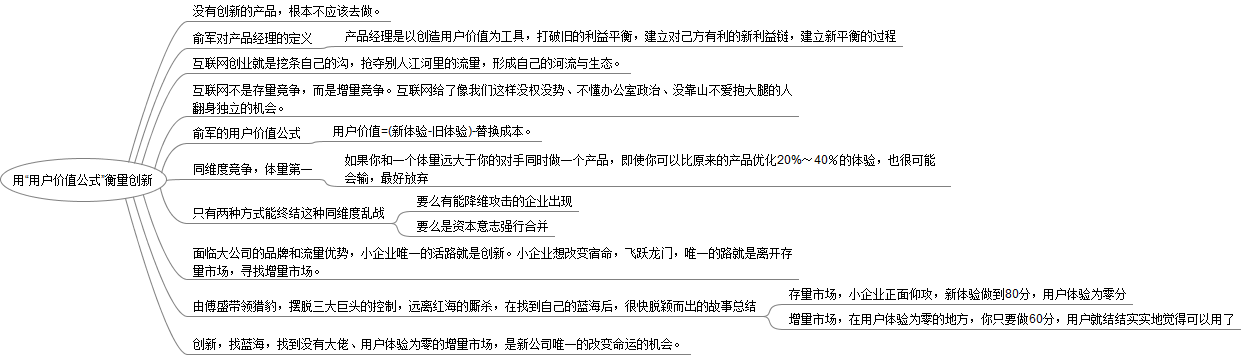 没有创新的产品，根本不应该去做。
俞军对产品经理的定义
产品经理是以创造用户价值为工具，打破旧的利益平衡，建立对己方有利的新利益链，建立新平衡的过程
互联网创业就是挖条自己的沟，抢夺别人江河里的流量，形成自己的河流与生态。
互联网不是存量竞争，而是增量竞争。互联网给了像我们这样没权没势、不懂办公室政治、没靠山不爱抱大腿的人
翻身独立的机会。
俞军的用户价值公式
用户价值=(新体验-旧体验)-替换成本。
用“用户价值公式”衡量创新
同维度竞争，体量第一
如果你和一个体量远大于你的对手同时做一个产品，即使你可以比原来的产品优化20%～40%的体验，也很可能
会输，最好放弃
只有两种方式能终结这种同维度乱战
要么有能降维攻击的企业出现
要么是资本意志强行合并
面临大公司的品牌和流量优势，小企业唯一的活路就是创新。小企业想改变宿命，飞跃龙门，唯一的路就是离开存
量市场，寻找增量市场。
由傅盛带领猎豹，摆脱三大巨头的控制，远离红海的厮杀，在找到自己的蓝海后，很快脱颖而出的故事总结
存量市场，小企业正面仰攻，新体验做到80分，用户体验为零分
增量市场，在用户体验为零的地方，你只要做60分，用户就结结实实地觉得可以用了
创新，找蓝海，找到没有大佬、用户体验为零的增量市场，是新公司唯一的改变命运的机会。